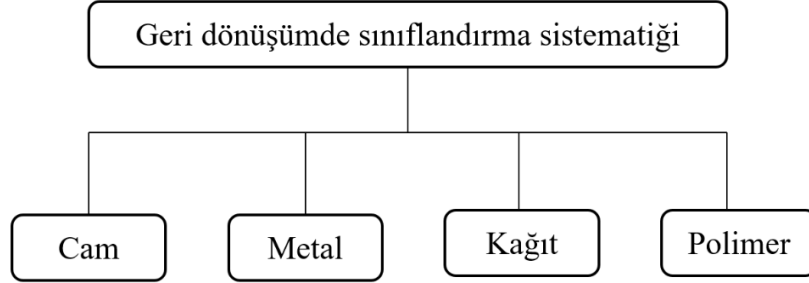 Geri dönüşümde sınıflandırma sistematiği
Cam
Metal
Kağıt
Polimer